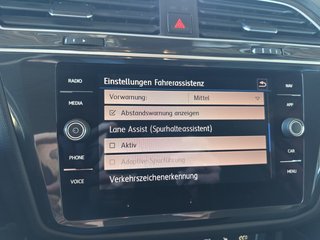 RADIO
MEDIA
PHONE
VOICE
Einstellungen Fahrerassistenz
Vorwarnung: Mittel
Abstandswarnung anzeigen
Lane Assist (Spurhalteassistent)
Aktiv
Adaptive Spurführung
Verkehrszeichenerkennung
NAV
APP
CAR
MENU